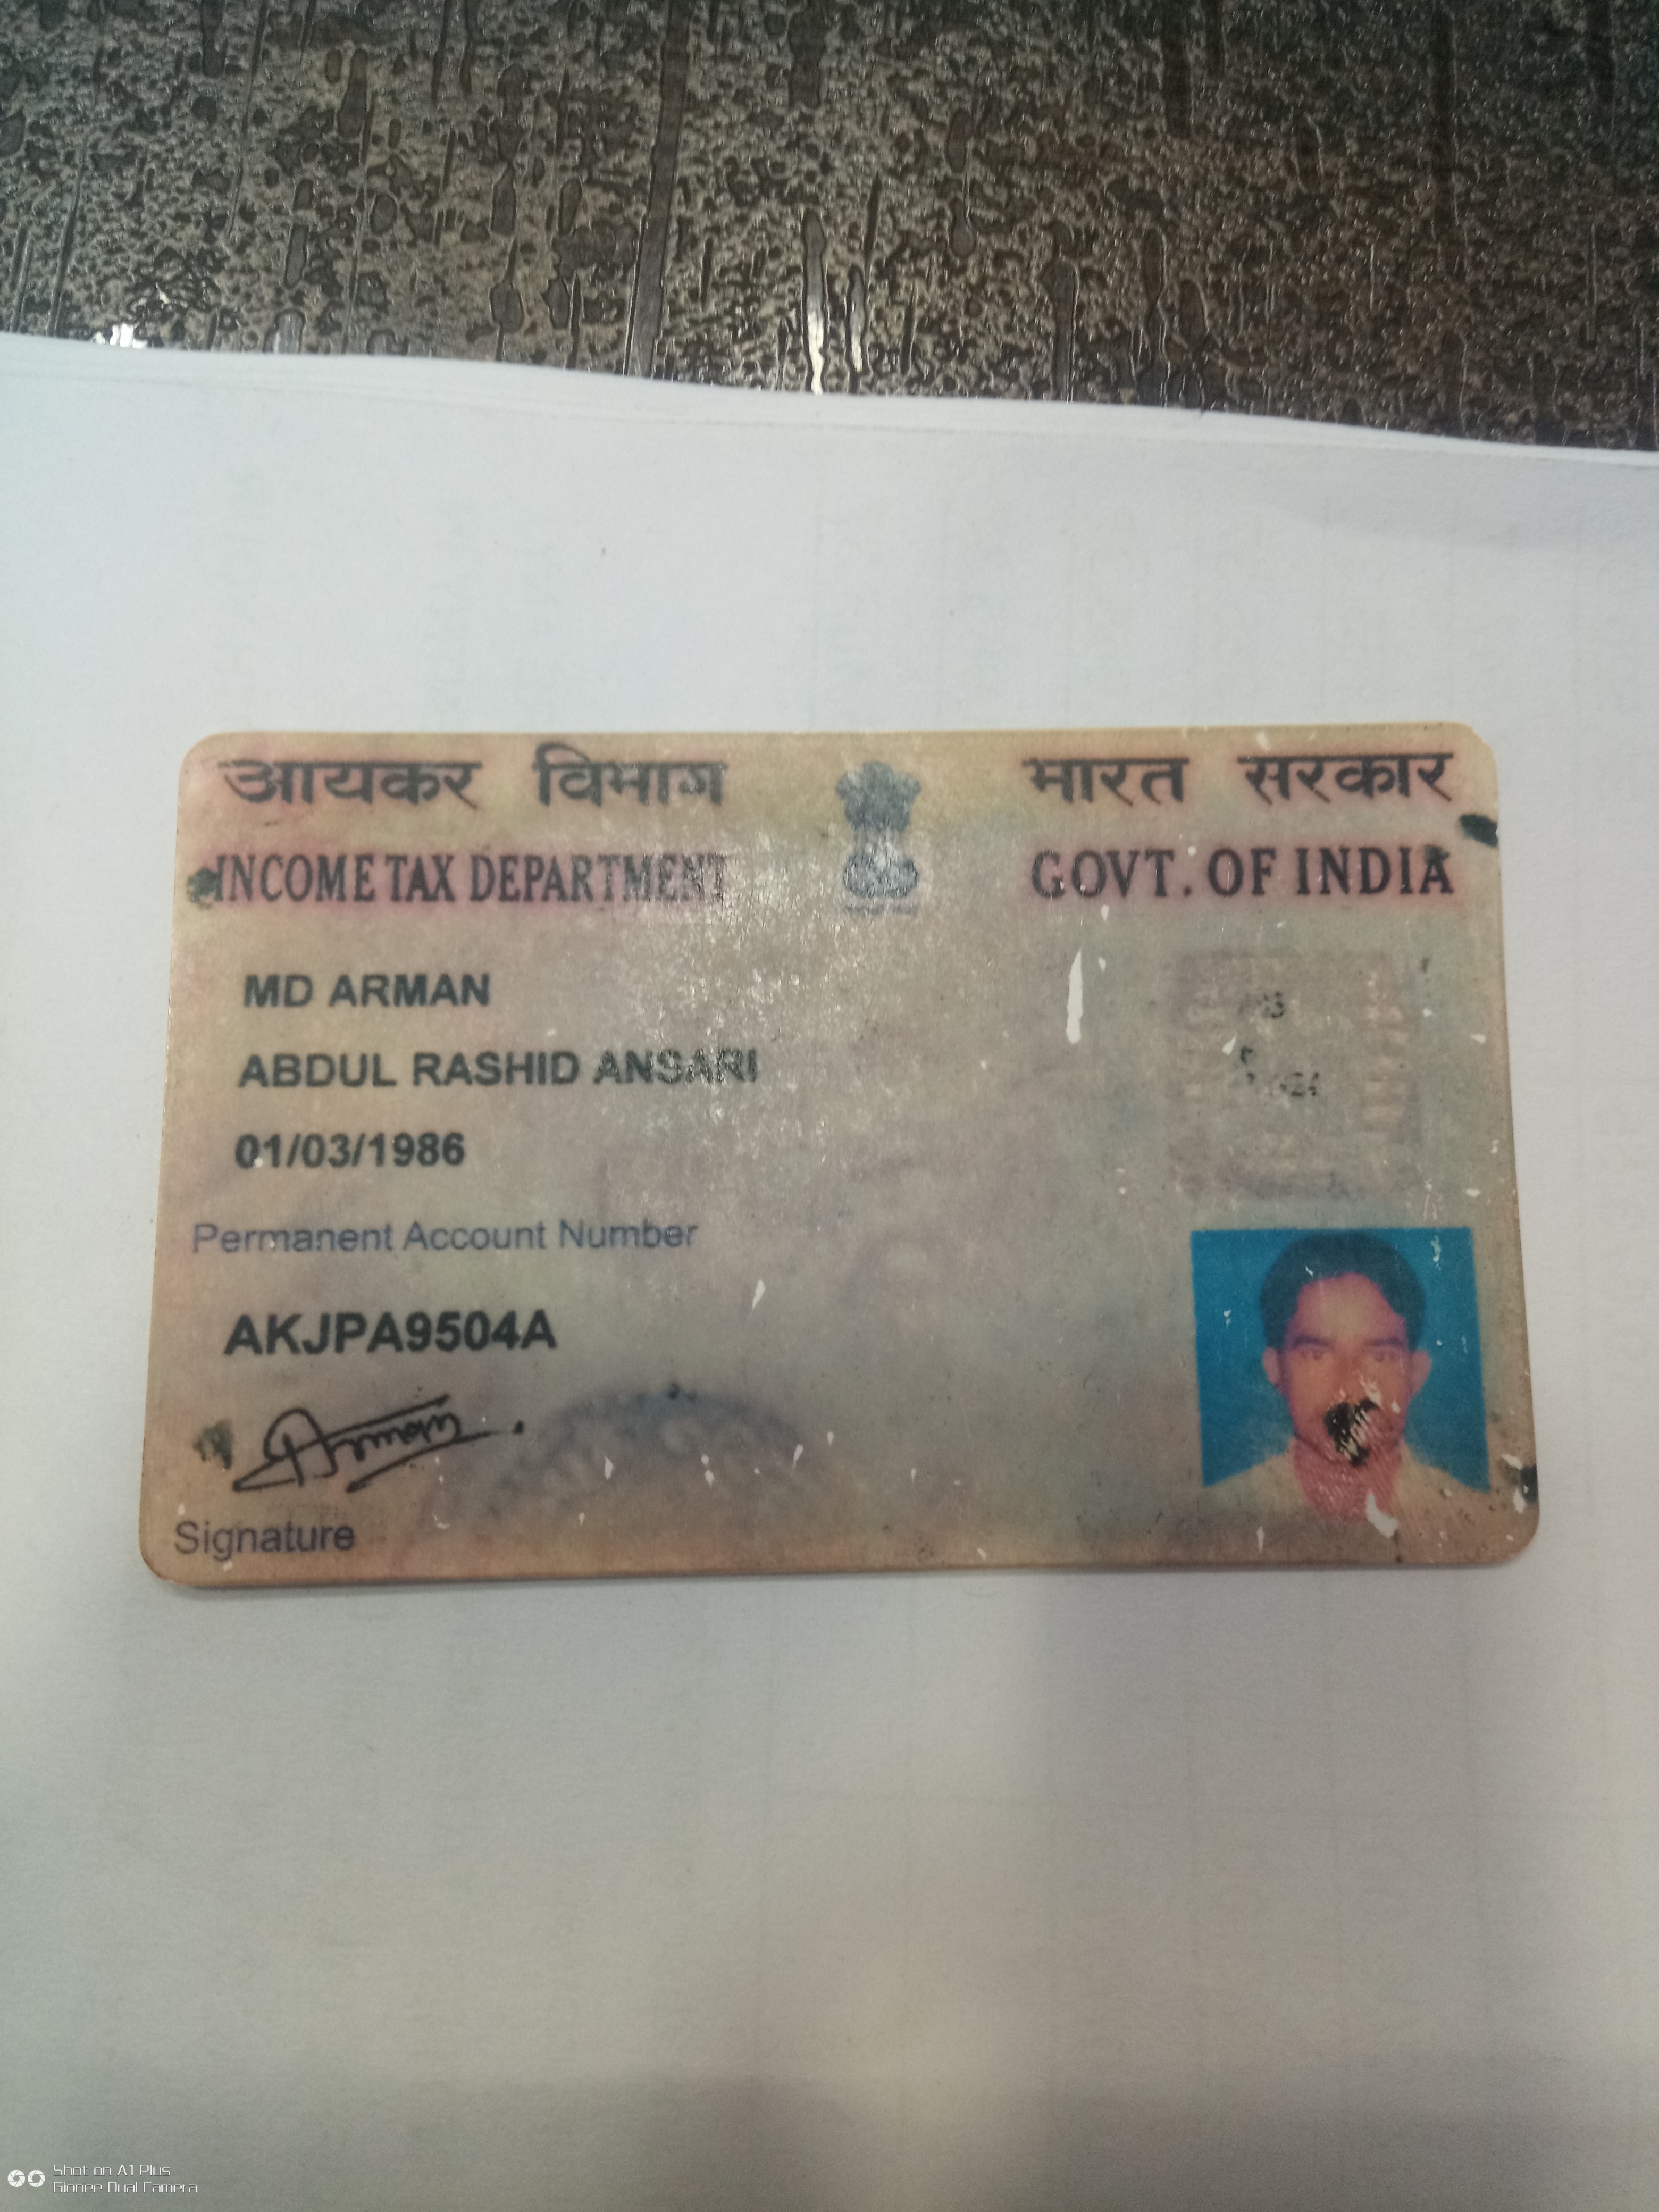 आयकर विभाग
भारत सरकार
INCOME TAX DEPARTMENT
GOVT. OF INDIA
MD ARMAN
ABDUL RASHID ANSARI
01/03/1986
Permanent Account Number
AKJPA9504A
Arman
Signature
Shot on A1 Plus
Gionee Dual Camera